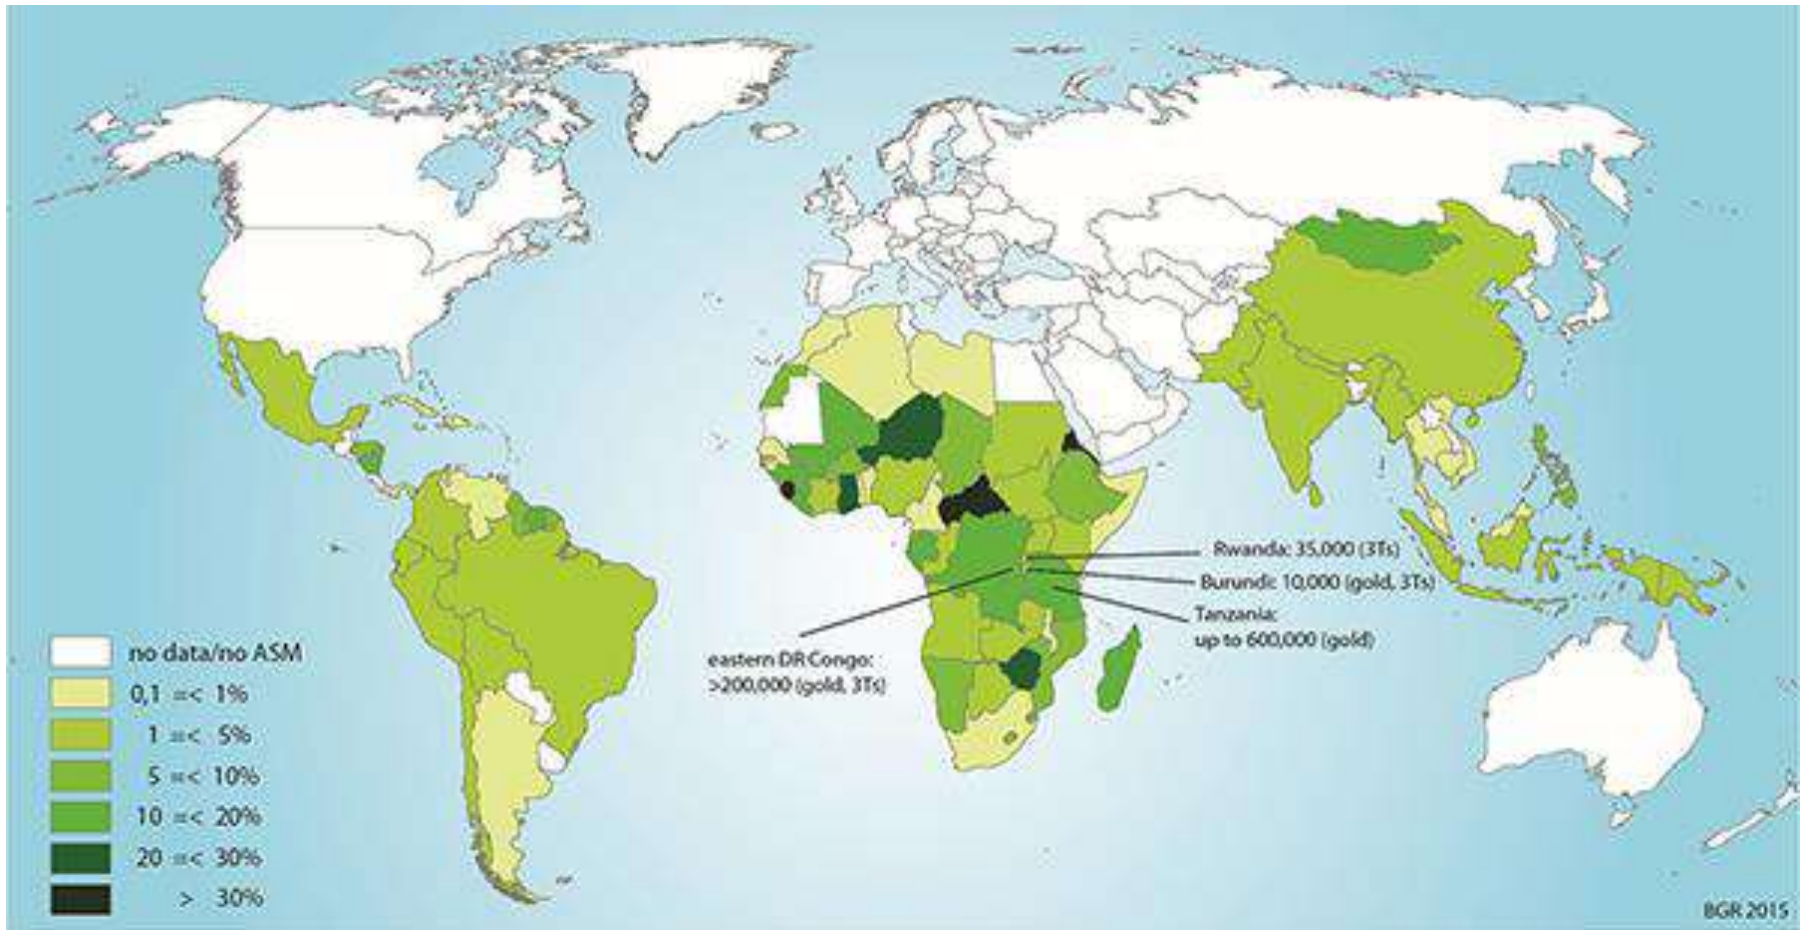 Rwanda: 35,000 (3Ts)
Burundi: 10,000 (gold, 3Ts)
Tanzania:
up to 600,000 (gold)
eastern DR Congo:
>200,000 (gold, 3Ts)
no data/no ASM
0,1 =< 1%
1 =< 5%
5 =< 10%
10 =< 20%
20 =< 30%
> 30%
BGR 2015